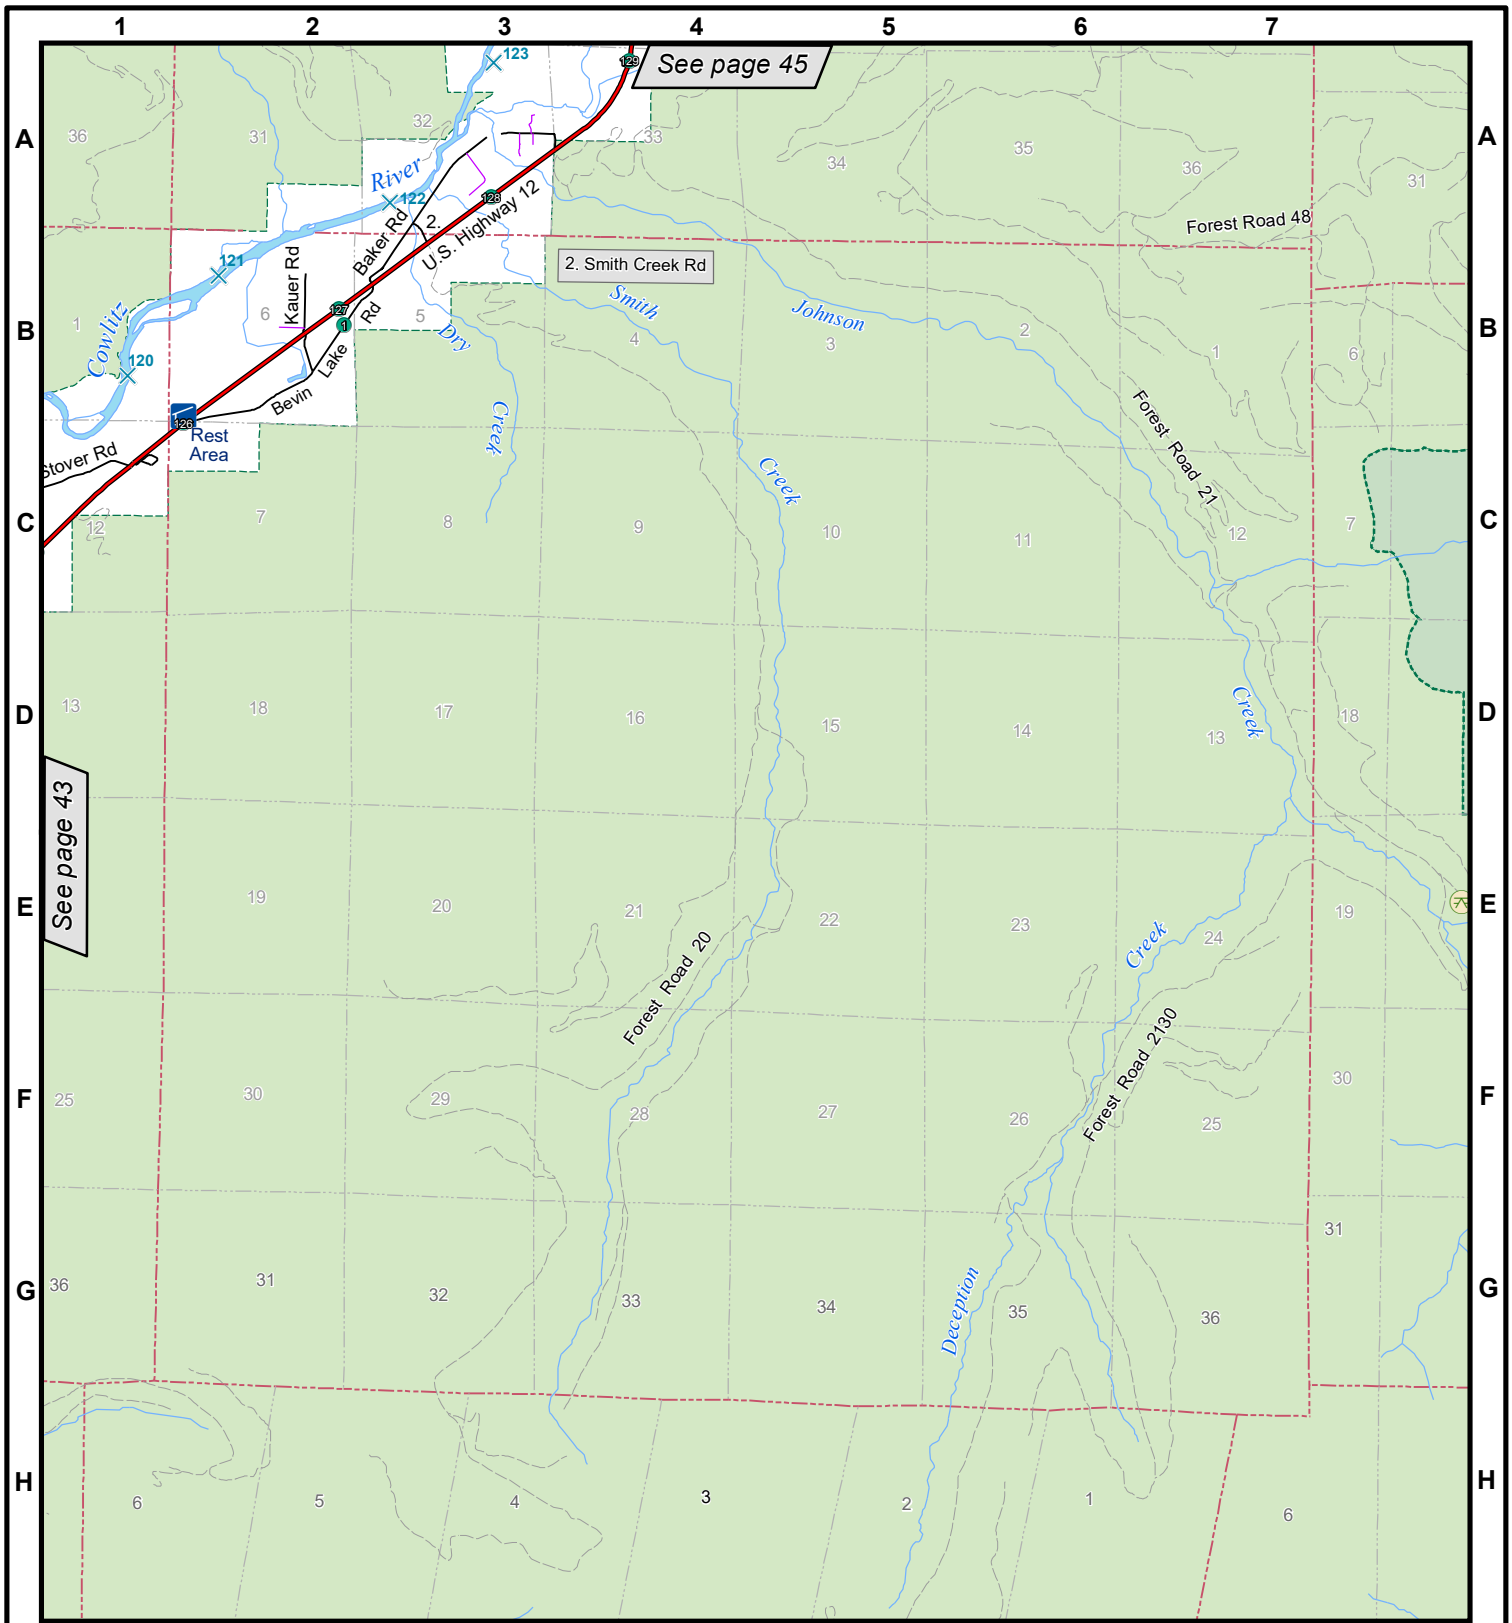 1 2 3 4 5 6 7
123
129
See page 45
A
36
31
32
33
34
35
36
31
A
River
122
128
2.
Baker Rd
U.S. Highway 12
Forest Road 48
121
Kauer Rd
2. Smith Creek Rd
Smith
Johnson
B
1
Cowlitz
6
127
1
Rd
5
Dry
4
3
2
1
6
B
120
Lake
Bevin
126
Rest
Area
Stover Rd
Creek
Creek
Forest Road 21
C
12
7
8
9
10
11
12
7
C
D
13
18
17
16
15
14
13
Creek
18
D
See page 43
E
19
20
21
22
23
24
19
E
Forest Road 20
Creek
Forest Road 2130
F
25
30
29
28
27
26
25
30
F
G
36
31
32
33
34
Deception
35
36
31
G
H
6
5
4
3
2
1
6
H